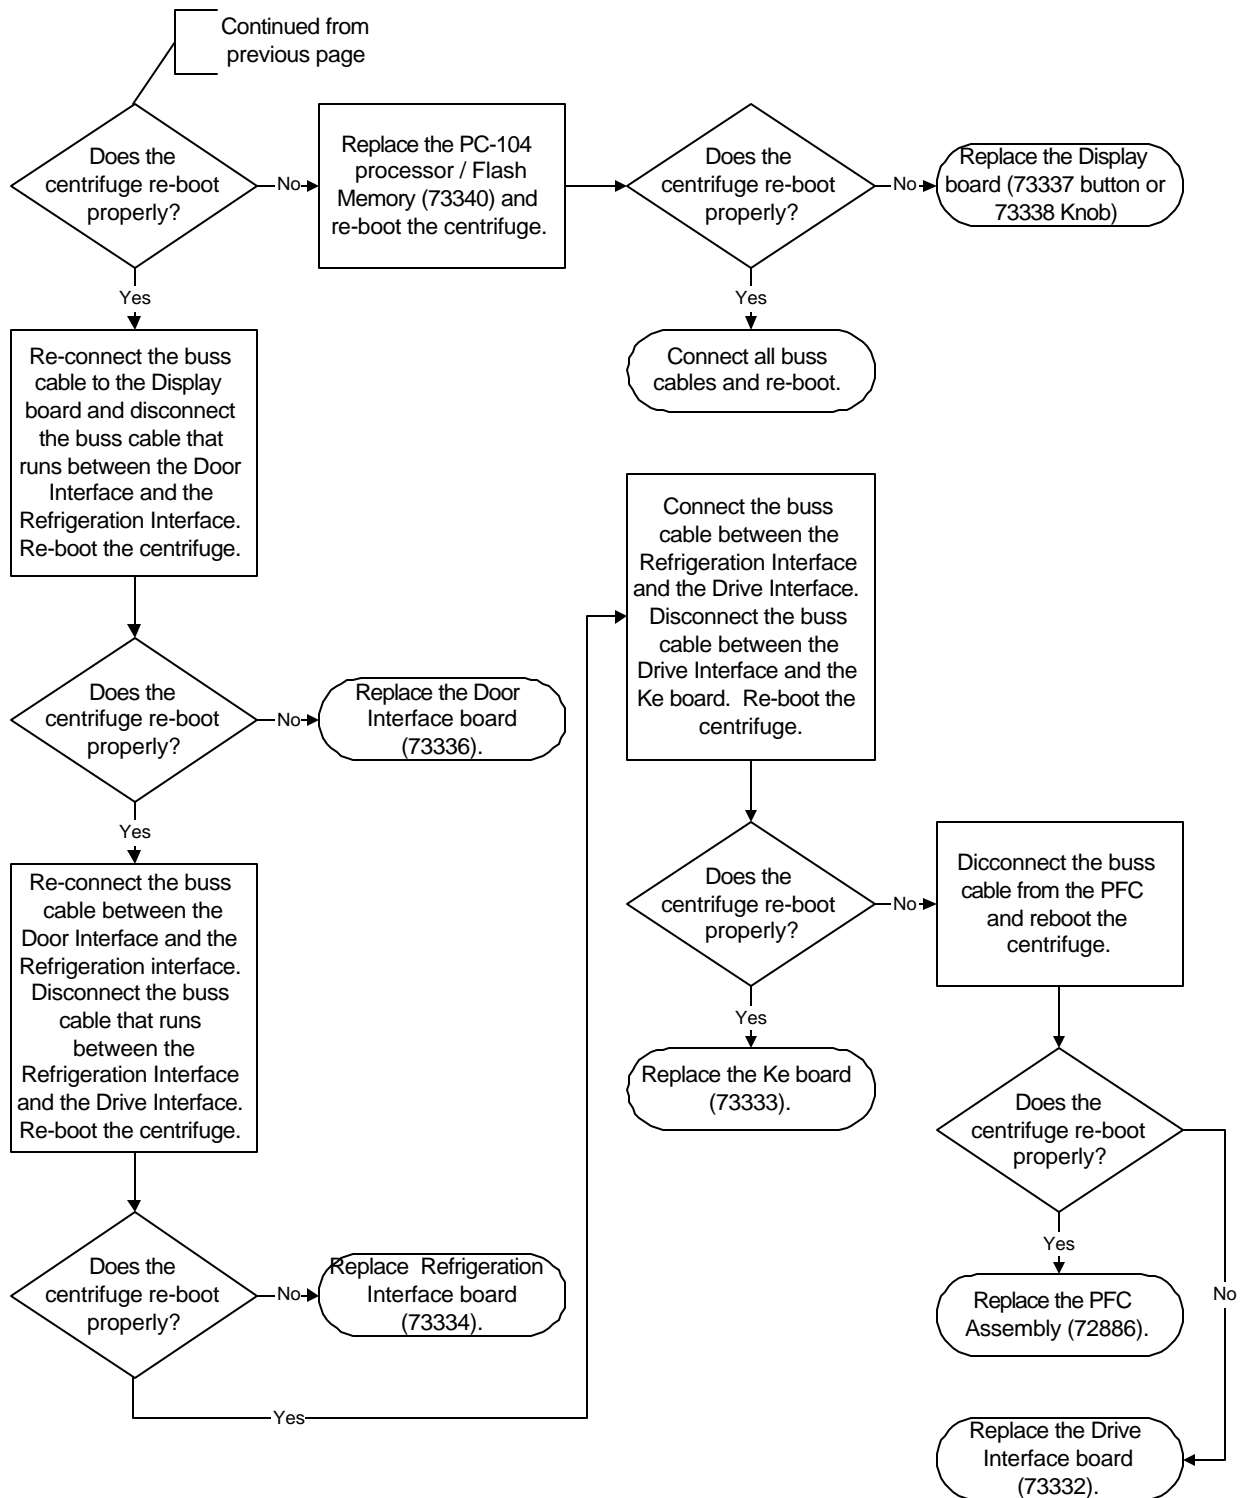 Continued from
previous page
Does the
centrifuge re-boot
properly?
No
Replace the PC-104
processor / Flash
Memory (73340) and
re-boot the centrifuge.
Does the
centrifuge re-boot
properly?
No
Replace the Display
board (73337 button or
73338 Knob)
Yes
Yes
Connect all buss
cables and re-boot.
Re-connect the buss
cable to the Display
board and disconnect
the buss cable that
runs between the Door
Interface and the
Refrigeration Interface.
Re-boot the centrifuge.
Does the
centrifuge re-boot
properly?
No
Replace the Door
Interface board
(73336).
Yes
Re-connect the buss
cable between the
Door Interface and the
Refrigeration interface.
Disconnect the buss
cable that runs
between the
Refrigeration Interface
and the Drive Interface.
Re-boot the centrifuge.
Does the
centrifuge re-boot
properly?
No
Replace  Refrigeration
Interface board
(73334).
Yes
Connect the buss
cable between the
Refrigeration Interface
and the Drive Interface.
Disconnect the buss
cable between the
Drive Interface and the
Ke board.  Re-boot the
centrifuge.
Does the
centrifuge re-boot
properly?
No
Dicconnect the buss
cable from the PFC
and reboot the
centrifuge.
Yes
Replace the Ke board
(73333).
Does the
centrifuge re-boot
properly?
Yes
No
Replace the PFC
Assembly (72886).
Replace the Drive
Interface board
(73332).